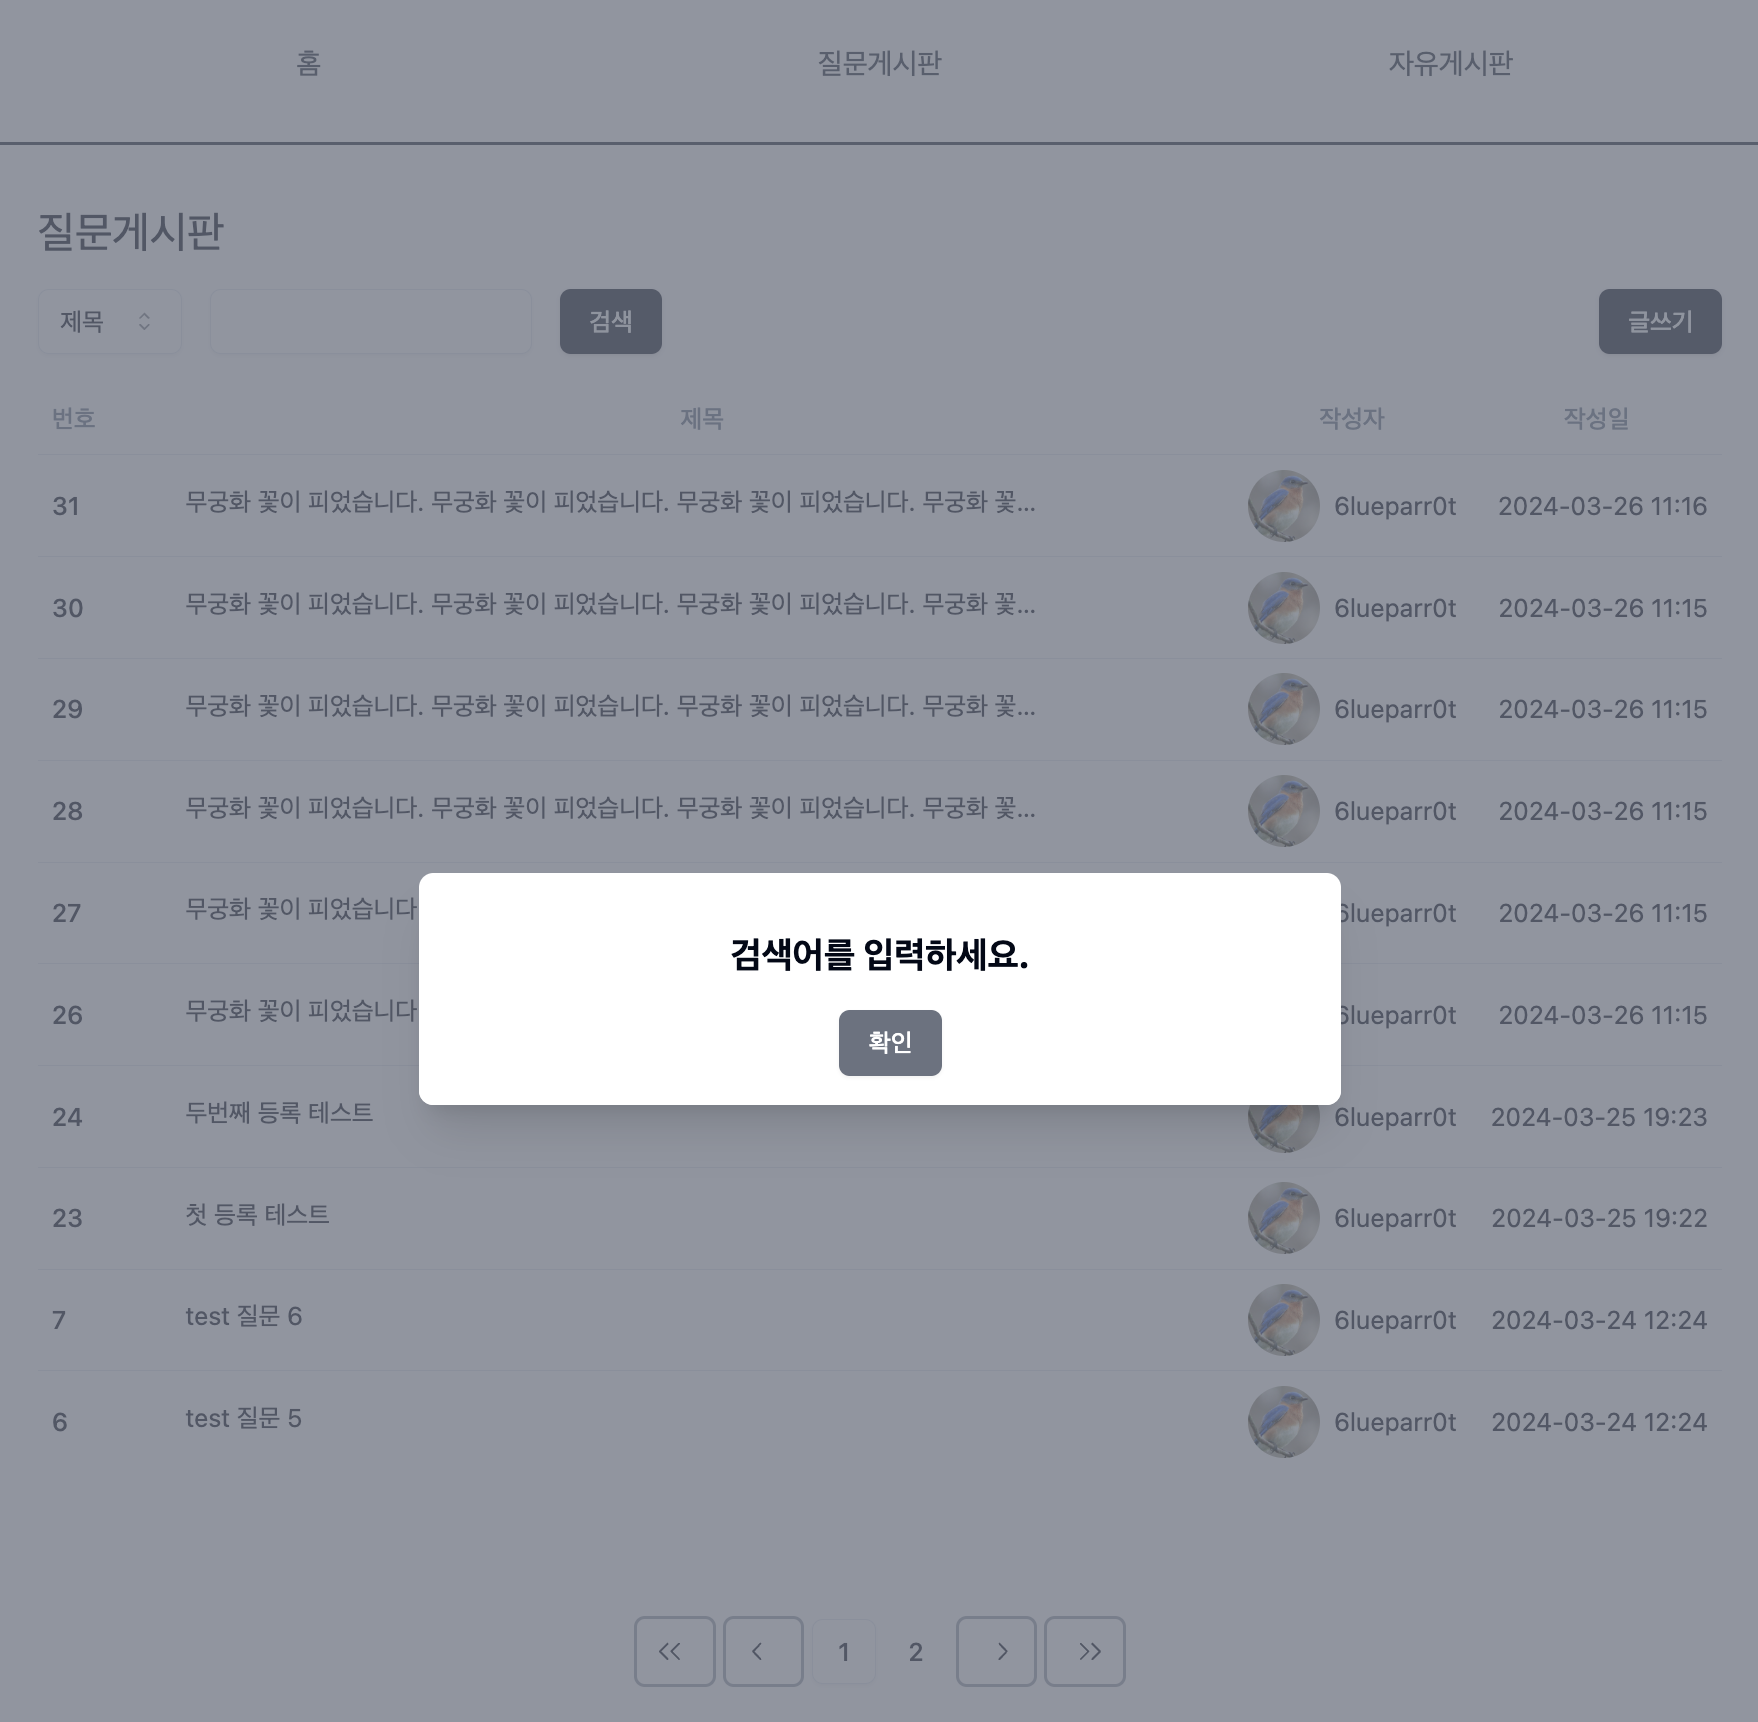 홈 질문게시판 자유게시판
질문게시판
제목 검색 글쓰기
번호 제목 작성자 작성일
31 무궁화 꽃이 피었습니다. 무궁화 꽃이 피었습니다. 무궁화 꽃이 피었습니다. 무궁화 꽃... 6lueparr0t 2024-03-26 11:16
30 무궁화 꽃이 피었습니다. 무궁화 꽃이 피었습니다. 무궁화 꽃이 피었습니다. 무궁화 꽃... 6lueparr0t 2024-03-26 11:15
29 무궁화 꽃이 피었습니다. 무궁화 꽃이 피었습니다. 무궁화 꽃이 피었습니다. 무궁화 꽃... 6lueparr0t 2024-03-26 11:15
28 무궁화 꽃이 피었습니다. 무궁화 꽃이 피었습니다. 무궁화 꽃이 피었습니다. 무궁화 꽃... 6lueparr0t 2024-03-26 11:15
27 무궁화 꽃이 피었습니다 6lueparr0t 2024-03-26 11:15
검색어를 입력하세요.
26 무궁화 꽃이 피었습니다 6lueparr0t 2024-03-26 11:15
확인
24 두번째 등록 테스트 6lueparr0t 2024-03-25 19:23
23 첫 등록 테스트 6lueparr0t 2024-03-25 19:22
7 test 질문 6 6lueparr0t 2024-03-24 12:24
6 test 질문 5 6lueparr0t 2024-03-24 12:24
1 2